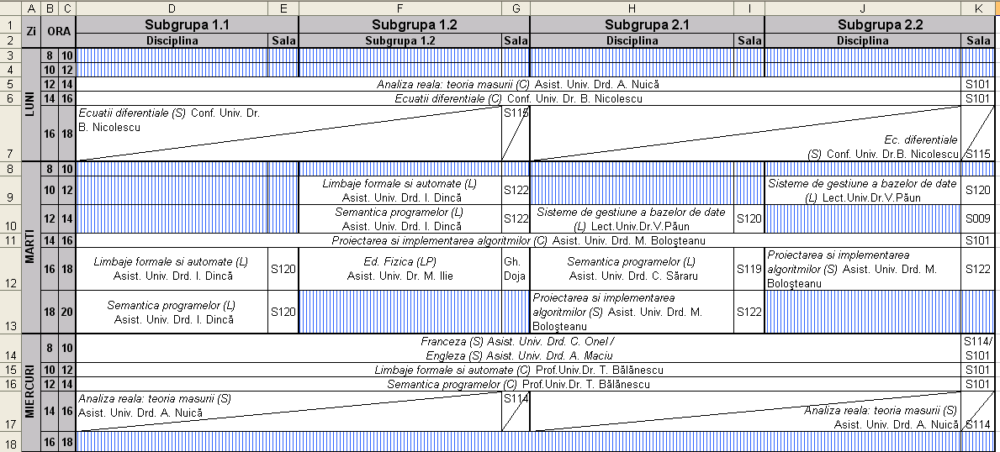 A B C D E F G H I J K
1 Zi ORA Subgrupa 1.1 Subgrupa 1.2 Subgrupa 2.1 Subgrupa 2.2
2 Disciplina Sala Subgrupa 1.2 Sala Disciplina Sala Disciplina Sala
LUNI
3 8 10
4 10 12
5 12 14 Analiza reala: teoria masurii (C) Asist. Univ. Drd. A. Nuică S101
6 14 16 Ecuatii diferentiale (C) Conf. Univ. Dr. B. Nicolescu S101
7 16 18
Ecuatii diferentiale (S) Conf. Univ. Dr.
B. Nicolescu
S115
Ec. diferentiale
(S) Conf. Univ. Dr.B. Nicolescu
S115
MARTI
8 8 10
9 10 12
Limbaje formale si automate (L)
Asist. Univ. Drd. I. Dincă
S122
Sisteme de gestiune a bazelor de date
(L) Lect.Univ.Dr.V.Păun
S120
10 12 14
Semantica programelor (L)
Asist. Univ. Drd. I. Dincă
S122
Sisteme de gestiune a bazelor de date
(L) Lect.Univ.Dr.V.Păun
S120
S009
11 14 16 Proiectarea si implementarea algoritmilor (C) Asist. Univ. Drd. M. Boloşteanu S101
12 16 18
Limbaje formale si automate (L)
Asist. Univ. Drd. I. Dincă
S120
Ed. Fizica (LP)
Asist. Univ. Dr. M. Ilie
Gh.
Doja
Semantica programelor (L)
Asist. Univ. Drd. C. Săraru
S119
Proiectarea si implementarea
algoritmilor (S) Asist. Univ. Drd. M.
Boloşteanu
S122
13 18 20
Semantica programelor (L)
Asist. Univ. Drd. I. Dincă
S120
Proiectarea si implementarea
algoritmilor (S) Asist. Univ. Drd. M.
Boloşteanu
S122
MIERCURI
14 8 10
Franceza (S) Asist. Univ. Drd. C. Onel /
Engleza (S) Asist. Univ. Drd. A. Maciu
S114/
S101
15 10 12 Limbaje formale si automate (C) Prof.Univ.Dr. T. Bălănescu S101
16 12 14 Semantica programelor (C) Prof.Univ.Dr. T. Bălănescu S101
17 14 16
Analiza reala: teoria masurii (S)
Asist. Univ. Drd. A. Nuică
S114
Analiza reala: teoria masurii (S)
Asist. Univ. Drd. A. Nuică
S114
18 16 18